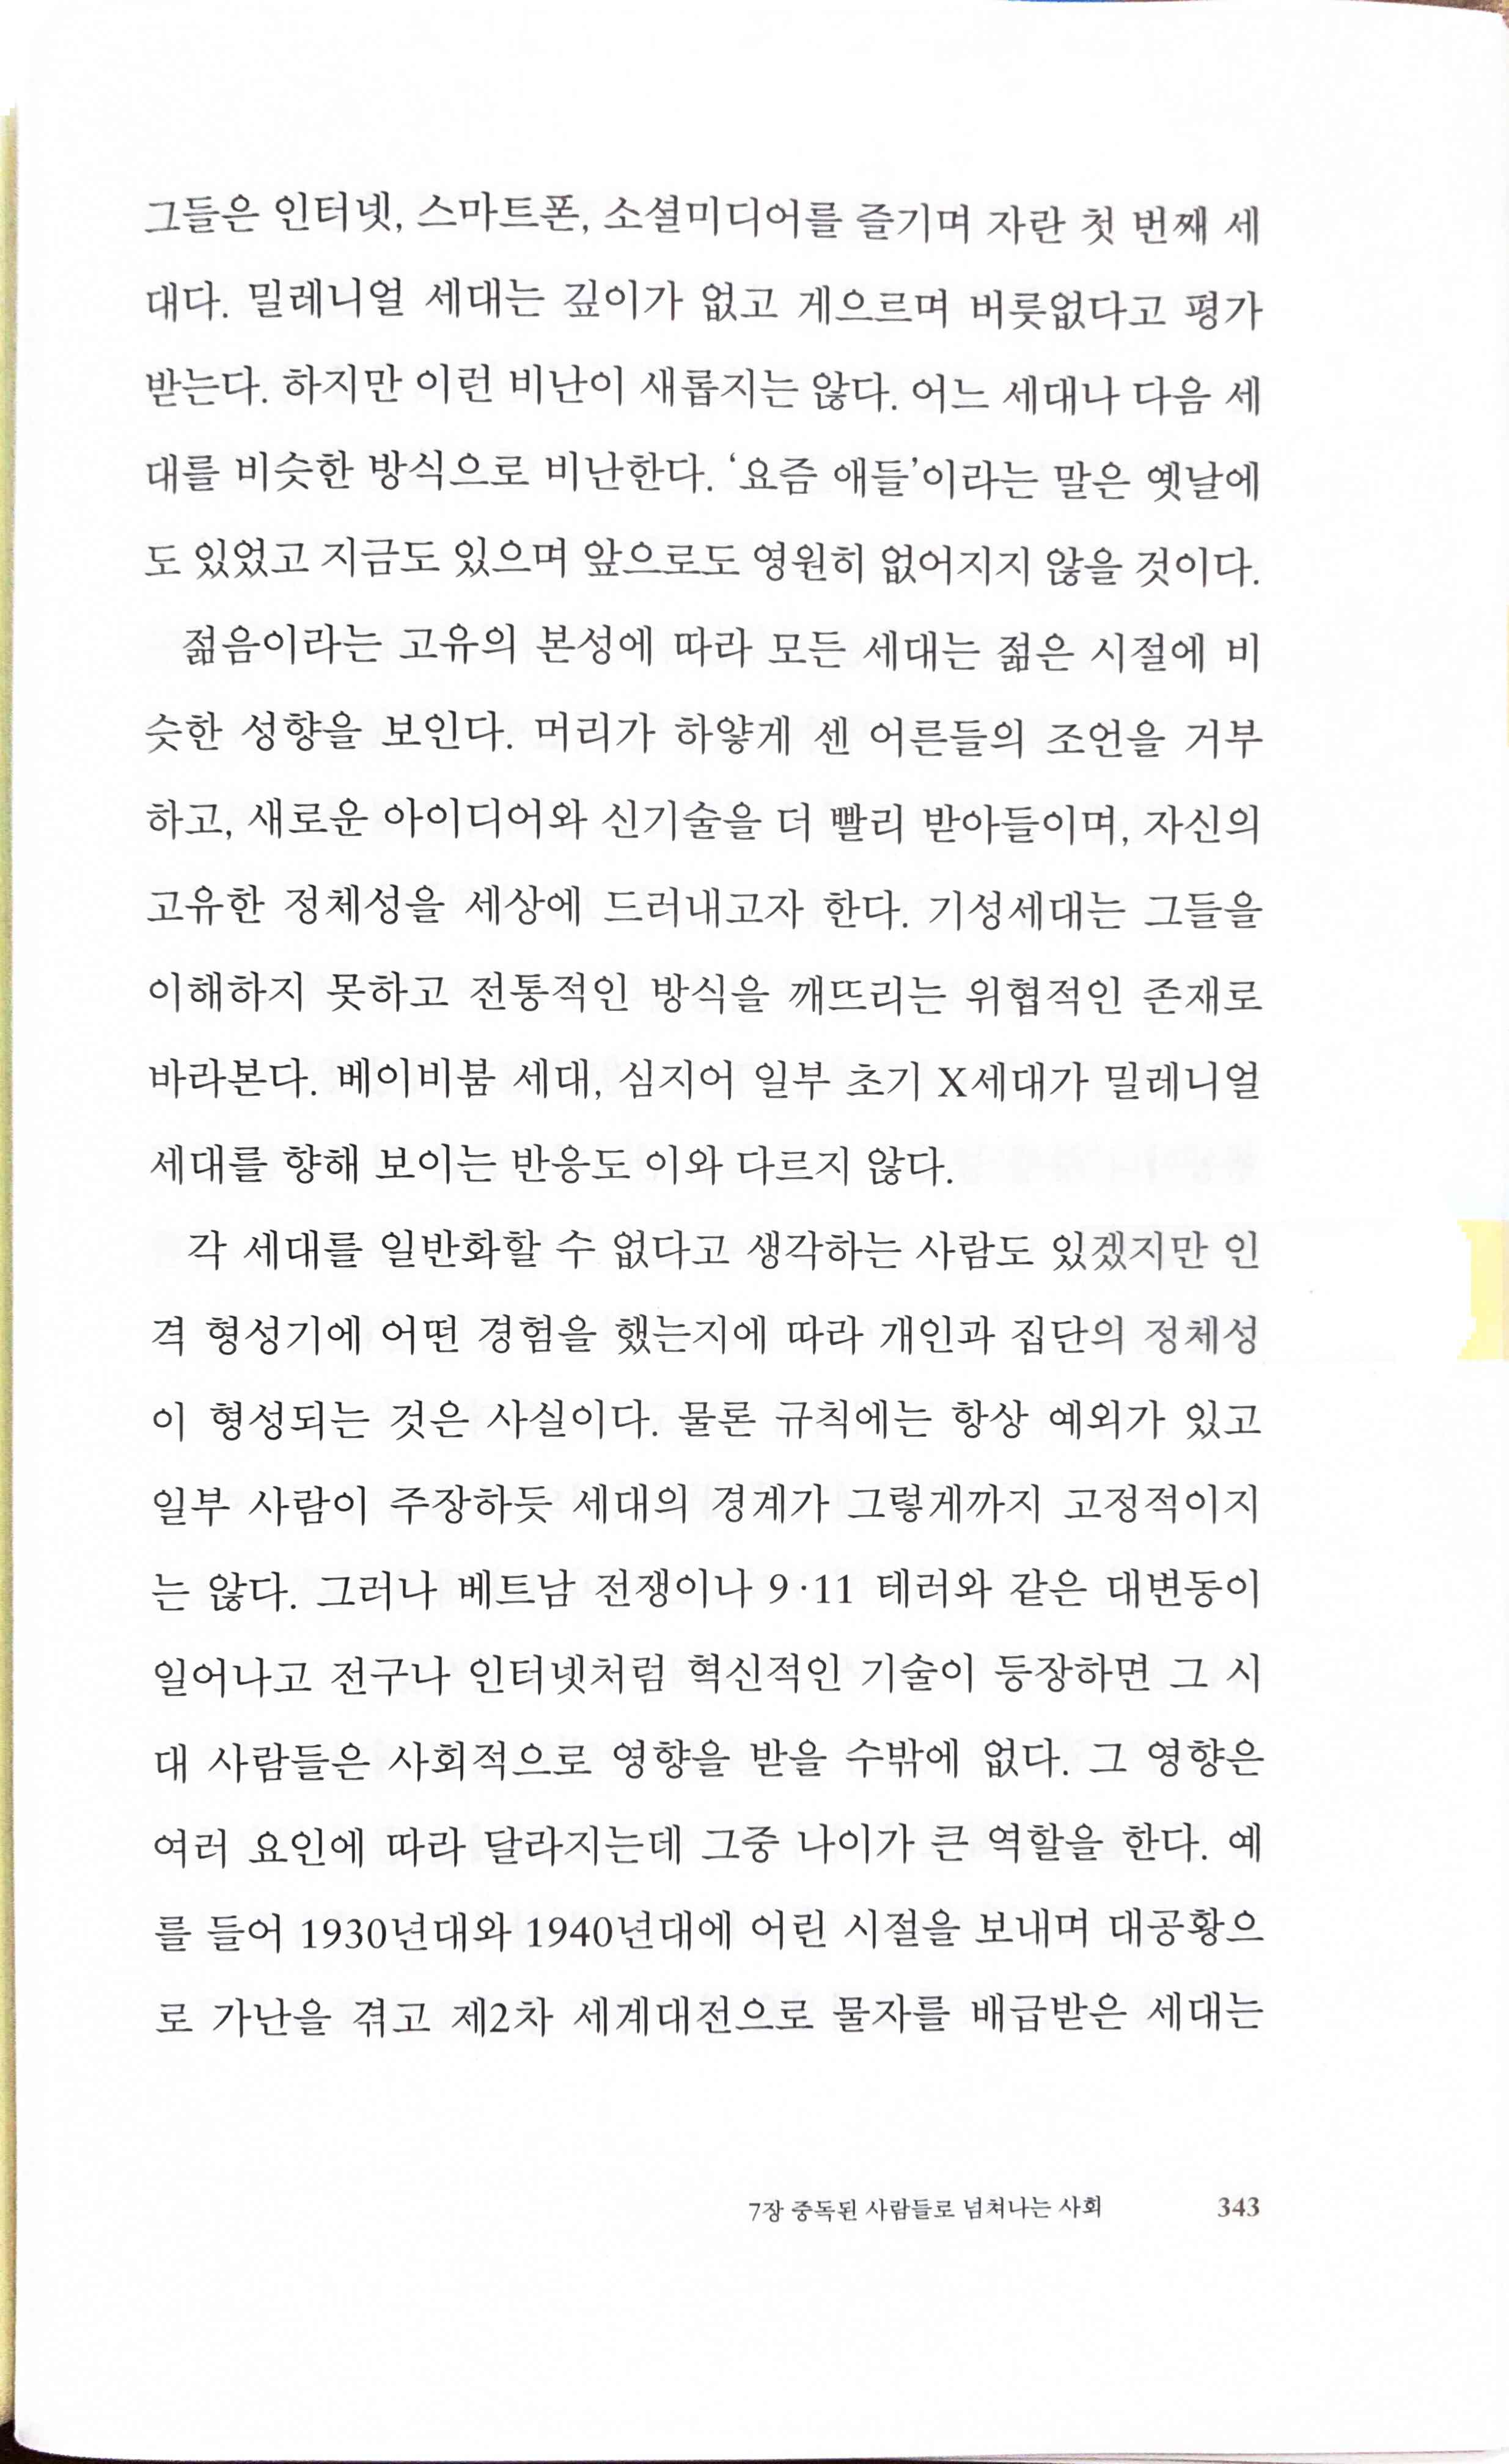 그들은 인터넷, 스마트폰, 소셜미디어를 즐기며 자란 첫 번째 세
대다. 밀레니얼 세대는 깊이가 없고 게으르며 버릇없다고 평가
받는다. 하지만 이런 비난이 새롭지는 않다. 어느 세대나 다음 세
대를 비슷한 방식으로 비난한다. ‘요즘 애들’이라는 말은 옛날에
도 있었고 지금도 있으며 앞으로도 영원히 없어지지 않을 것이다.
젊음이라는 고유의 본성에 따라 모든 세대는 젊은 시절에 비
슷한 성향을 보인다. 머리가 하얗게 센 어른들의 조언을 거부
하고, 새로운 아이디어와 신기술을 더 빨리 받아들이며, 자신의
고유한 정체성을 세상에 드러내고자 한다. 기성세대는 그들을
이해하지 못하고 전통적인 방식을 깨뜨리는 위협적인 존재로
바라본다. 베이비붐 세대, 심지어 일부 초기 X세대가 밀레니얼
세대를 향해 보이는 반응도 이와 다르지 않다.
각 세대를 일반화할 수 없다고 생각하는 사람도 있겠지만 인
격 형성기에 어떤 경험을 했는지에 따라 개인과 집단의 정체성
이 형성되는 것은 사실이다. 물론 규칙에는 항상 예외가 있고
일부 사람이 주장하듯 세대의 경계가 그렇게까지 고정적이지
는 않다. 그러나 베트남 전쟁이나 9·11 테러와 같은 대변동이
일어나고 전구나 인터넷처럼 혁신적인 기술이 등장하면 그 시
대 사람들은 사회적으로 영향을 받을 수밖에 없다. 그 영향은
여러 요인에 따라 달라지는데 그중 나이가 큰 역할을 한다. 예
를 들어 1930년대와 1940년대에 어린 시절을 보내며 대공황으
로 가난을 겪고 제2차 세계대전으로 물자를 배급받은 세대는
7장 중독된 사람들로 넘쳐나는 사회 343